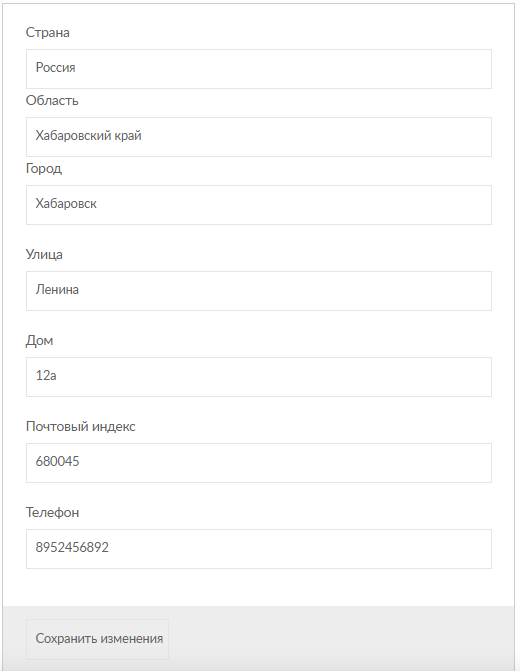 Страна
Россия
Область
Хабаровский край
Город
Хабаровск
Улица
Ленина
Дом
12а
Почтовый индекс
680045
Телефон
8952456892
Сохранить изменения